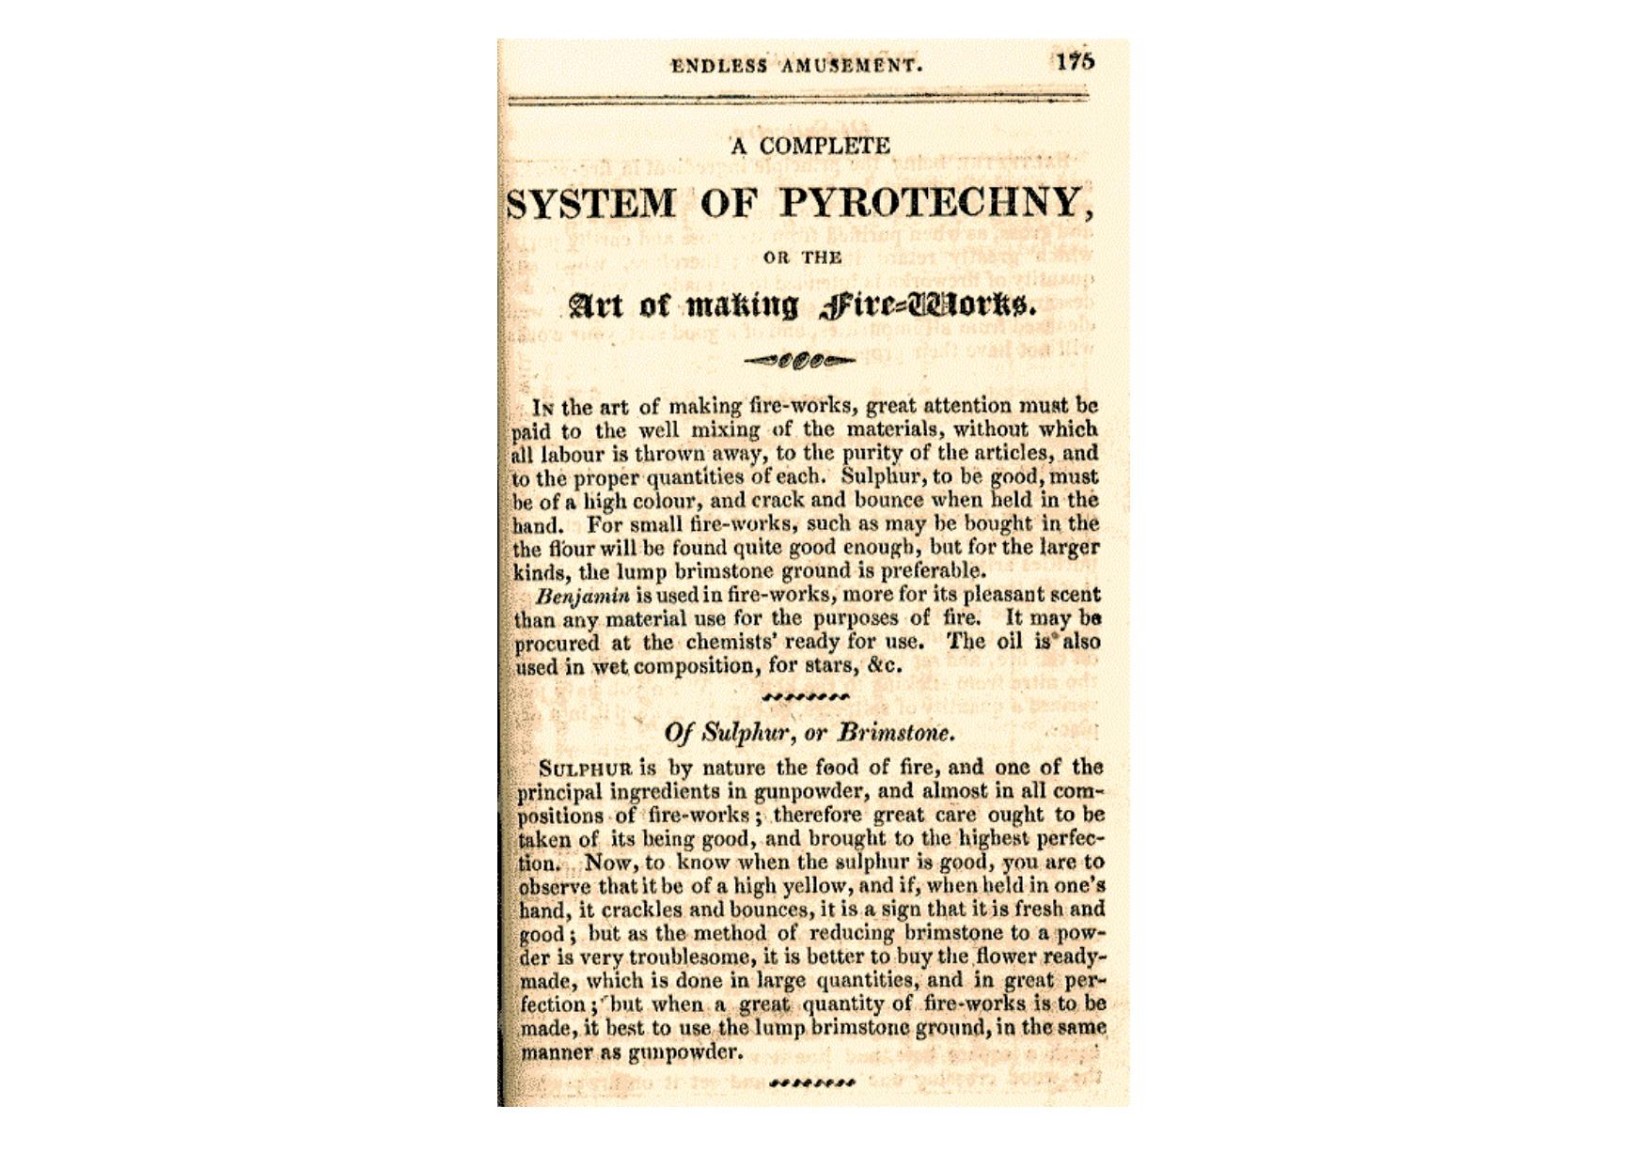 ENDLESS AMUSEMENT. 175
A COMPLETE
SYSTEM OF PYROTECHNY,
OR THE
Art of making Fire=Works.
In the art of making fire-works, great attention must be
paid to the well mixing of the materials, without which
all labour is thrown away, to the purity of the articles, and
to the proper quantities of each. Sulphur, to be good, must
be of a high colour, and crack and bounce when held in the
hand. For small fire-works, such as may be bought in the
the flour will be found quite good enough, but for the larger
kinds, the lump brimstone ground is preferable.
Benjamin is used in fire-works, more for its pleasant scent
than any material use for the purposes of fire. It may be
procured at the chemists' ready for use. The oil is also
used in wet composition, for stars, &c.
Of Sulphur, or Brimstone.
Sulphur is by nature the food of fire, and one of the
principal ingredients in gunpowder, and almost in all com-
positions of fire-works; therefore great care ought to be
taken of its being good, and brought to the highest perfec-
tion. Now, to know when the sulphur is good, you are to
observe that it be of a high yellow, and if, when held in one's
hand, it crackles and bounces, it is a sign that it is fresh and
good; but as the method of reducing brimstone to a pow-
der is very troublesome, it is better to buy the flower ready-
made, which is done in large quantities, and in great per-
fection; but when a great quantity of fire-works is to be
made, it best to use the lump brimstone ground, in the same
manner as gunpowder.